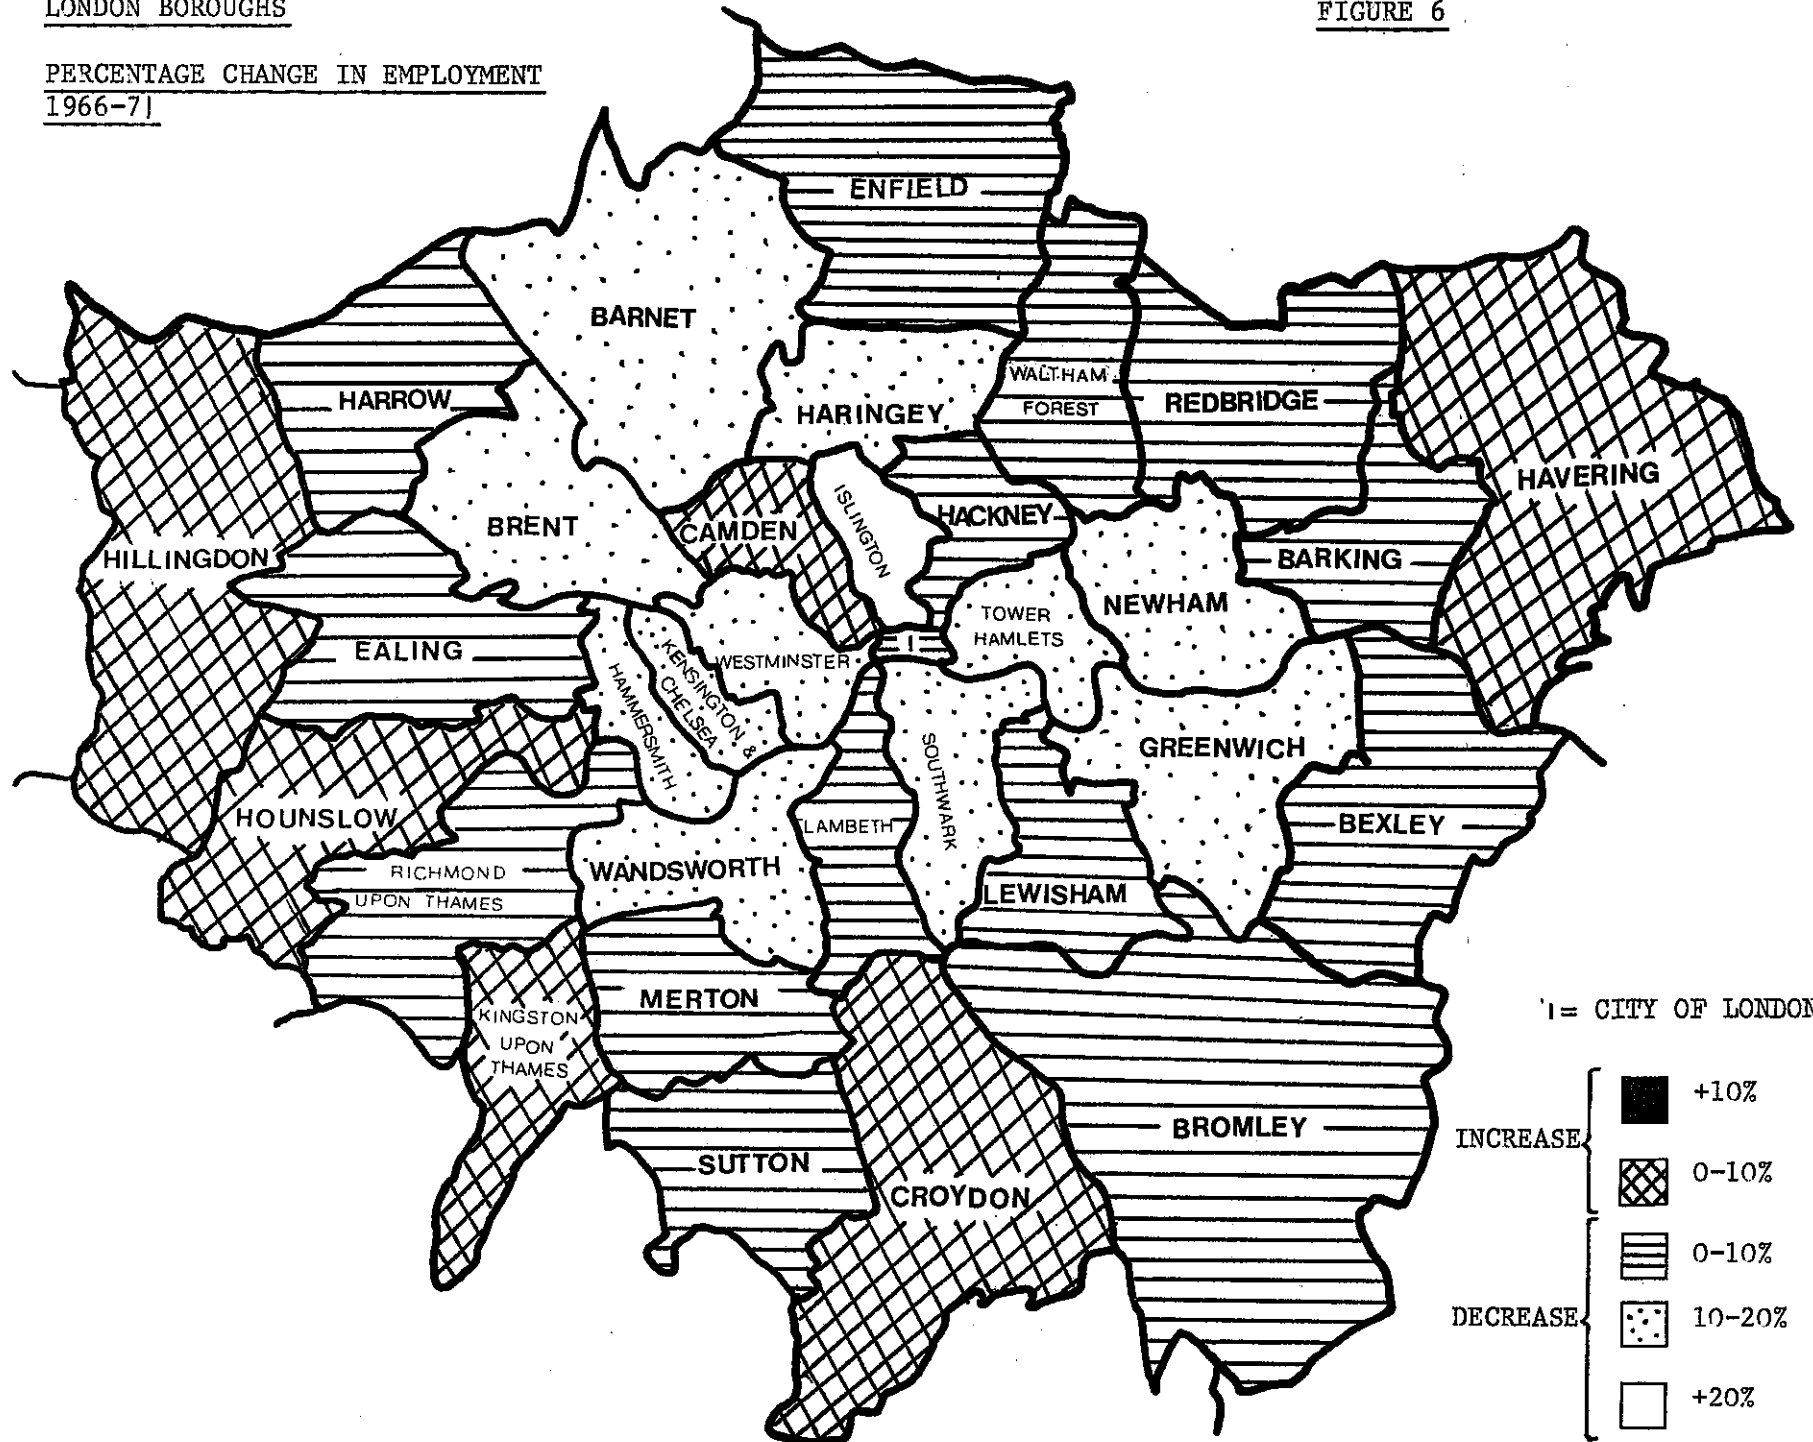 LONDON BOROUGHS
FIGURE 6
PERCENTAGE CHANGE IN EMPLOYMENT
1966-71
ENFIELD
BARNET
HARROW
HARINGEY
WALTHAM
FOREST
REDBRIDGE
HAVERING
HILLINGDON
BRENT
CAMDEN
ISLINGTON
HACKNEY
BARKING
NEWHAM
TOWER
HAMLETS
EALING
HAMMERSMITH
KENSINGTON &
CHELSEA
WESTMINSTER
I
SOUTHWARK
GREENWICH
HOUNSLOW
LAMBETH
BEXLEY
RICHMOND
UPON THAMES
WANDSWORTH
LEWISHAM
MERTON
KINGSTON
UPON
THAMES
SUTTON
CROYDON
BROMLEY
'I= CITY OF LONDON
INCREASE
+10%
0-10%
DECREASE
0-10%
10-20%
+20%